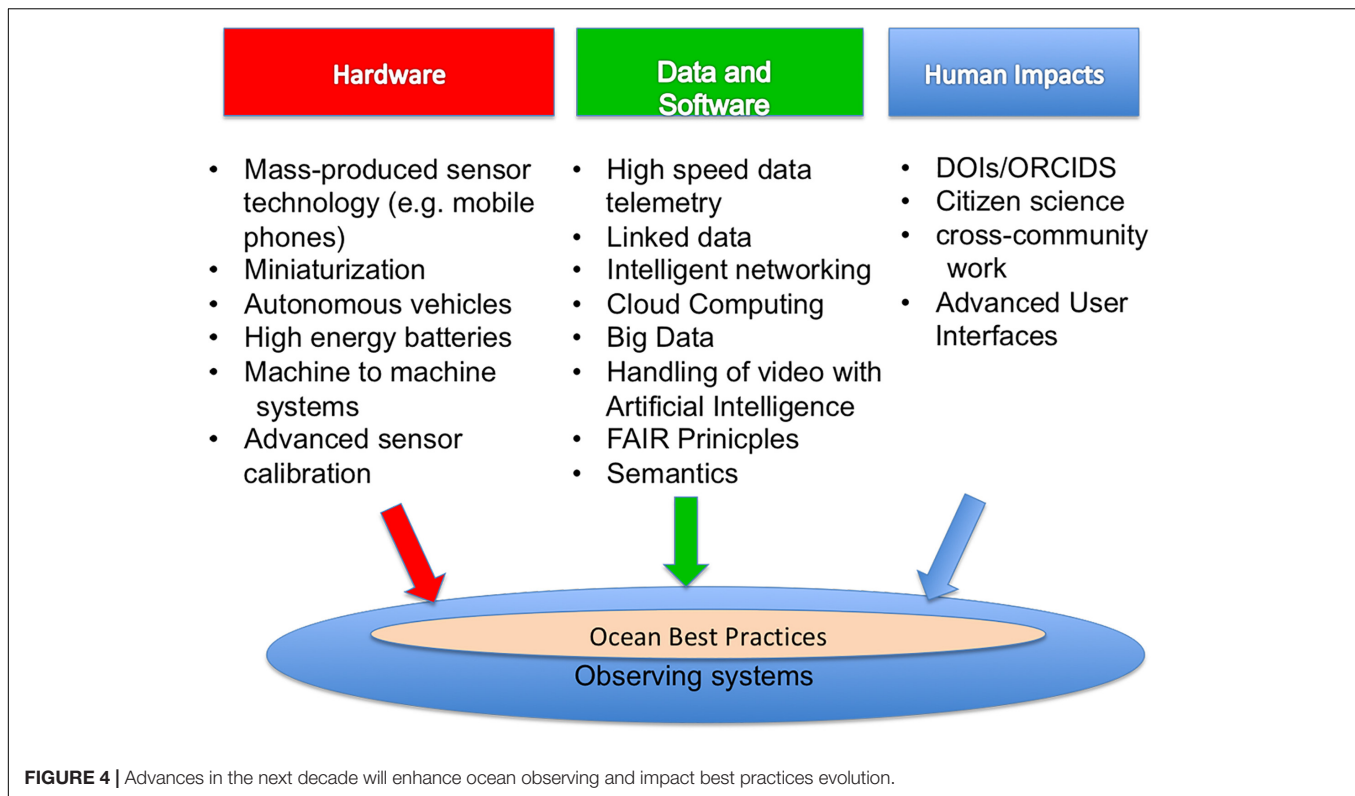 Hardware
Data and
Software
Human Impacts
• Mass-produced sensor
technology (e.g. mobile
phones)
• Miniaturization
• Autonomous vehicles
• High energy batteries
• Machine to machine
systems
• Advanced sensor
calibration
• High speed data
telemetry
• Linked data
• Intelligent networking
• Cloud Computing
• Big Data
• Handling of video with
Artificial Intelligence
• FAIR Prinicples
• Semantics
• DOIs/ORCIDS
• Citizen science
• cross-community
work
• Advanced User
Interfaces
Ocean Best Practices
Observing systems
FIGURE 4 | Advances in the next decade will enhance ocean observing and impact best practices evolution.